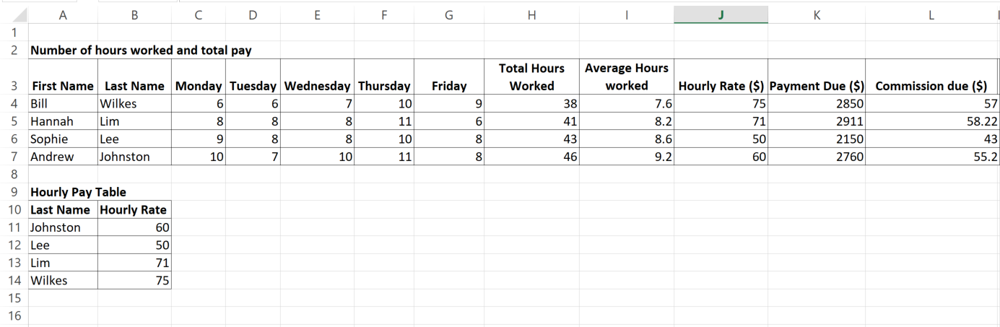 A B C D E F G H I J K L
1
2 Number of hours worked and total pay
Total Hours Average Hours
3 First Name Last Name Monday Tuesday Wednesday Thursday Friday Worked worked Hourly Rate ($) Payment Due ($) Commission due ($)
4 Bill Wilkes 6 6 7 10 9 38 7.6 75 2850 57
5 Hannah Lim 8 8 8 11 6 41 8.2 71 2911 58.22
6 Sophie Lee 9 8 8 10 8 43 8.6 50 2150 43
7 Andrew Johnston 10 7 10 11 8 46 9.2 60 2760 55.2
8
9 Hourly Pay Table
10 Last Name Hourly Rate
11 Johnston 60
12 Lee 50
13 Lim 71
14 Wilkes 75
15
16